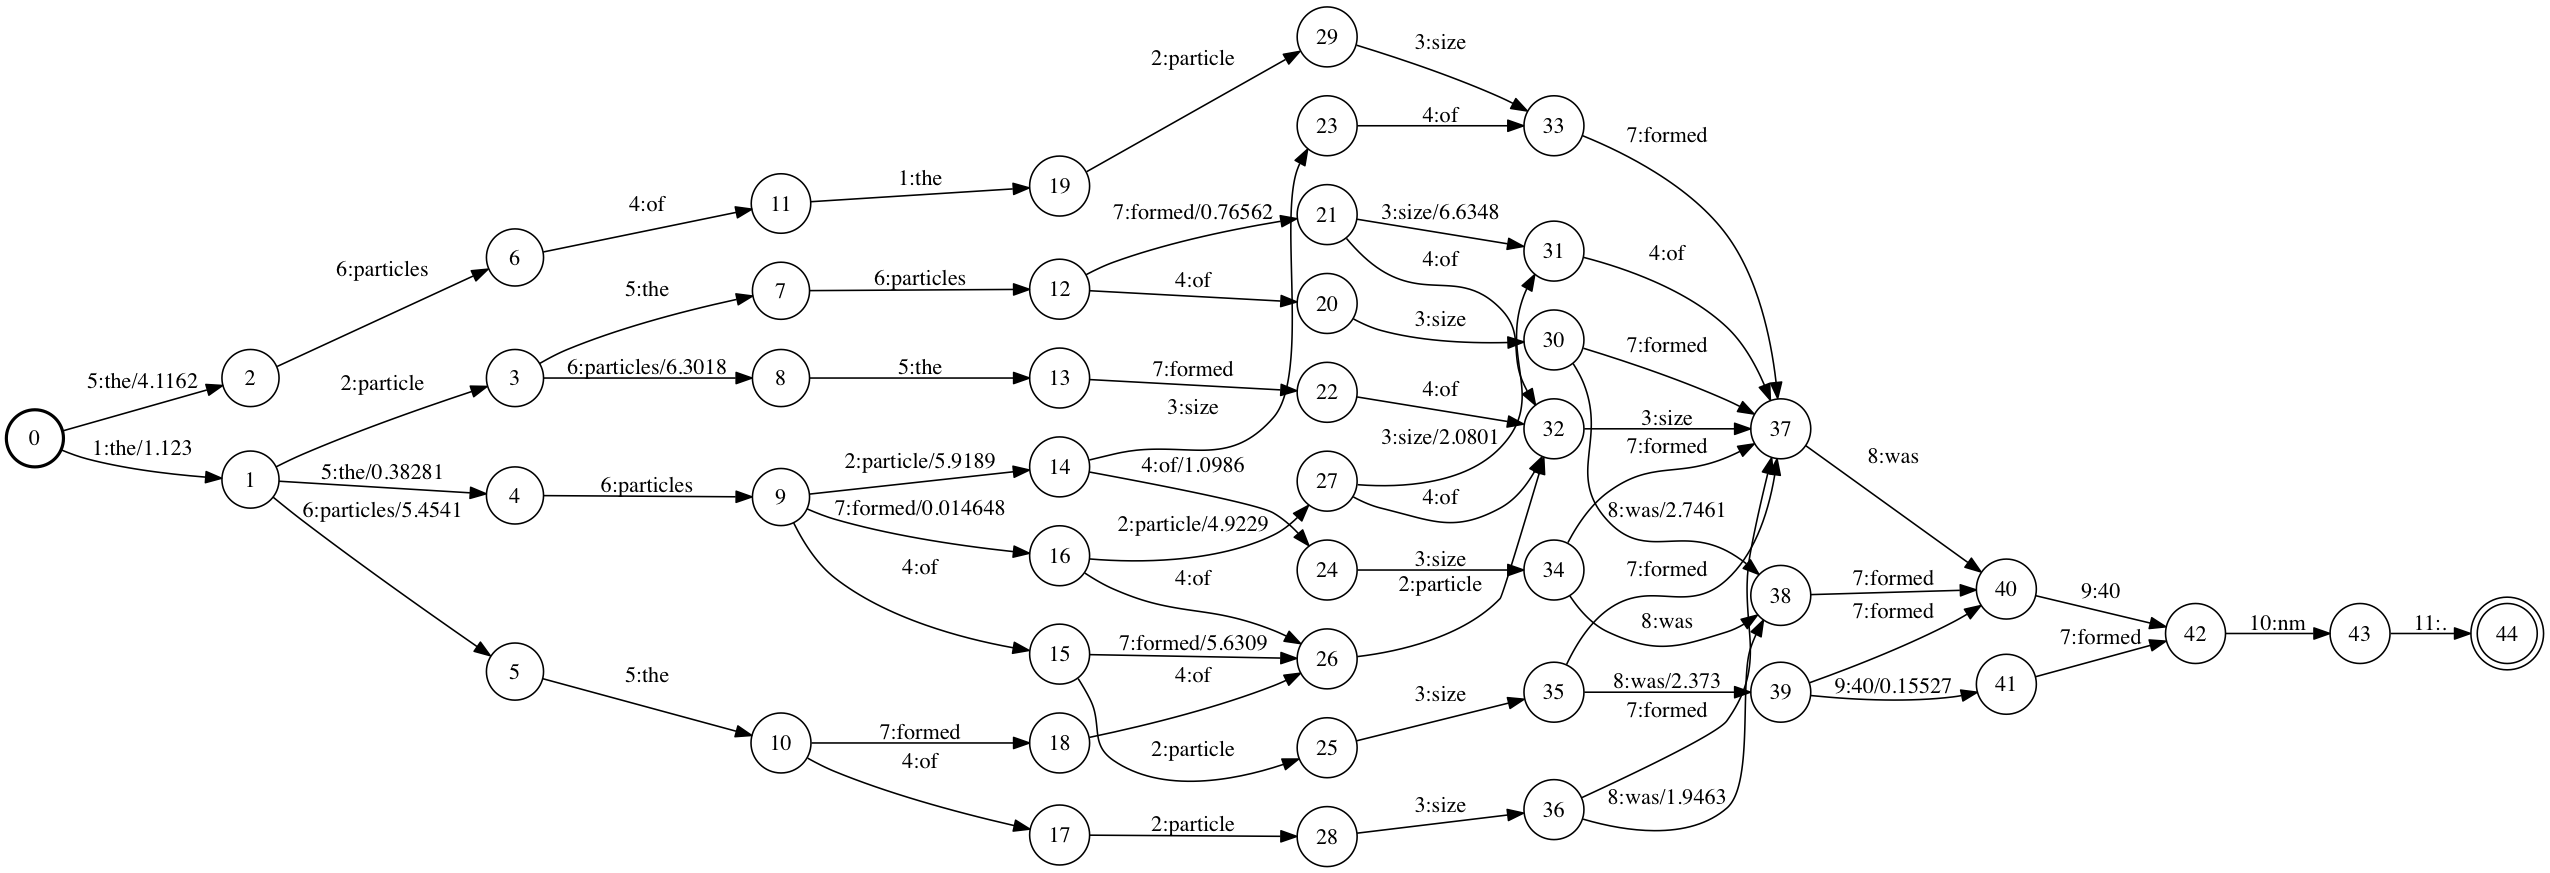 29
3:size
2:particle
23
4:of
33
7:formed
19
1:the
11
4:of
6
6:particles
7:formed/0.76562
21
3:size/6.6348
31
4:of
4:of
5:the
7
6:particles
12
4:of
20
3:size
30
7:formed
5:the/4.1162
2
2:particle
3
6:particles/6.3018
8
5:the
13
7:formed
22
4:of
32
3:size
37
3:size
0
1:the/1.123
1
5:the/0.38281
4
6:particles
9
2:particle/5.9189
14
4:of/1.0986
3:size/2.0801
27
4:of
7:formed
8:was
6:particles/5.4541
7:formed/0.014648
16
2:particle/4.9229
4:of
4:of
24
3:size
2:particle
34
8:was/2.7461
7:formed
8:was
38
7:formed
7:formed
40
9:40
5
5:the
15
7:formed/5.6309
26
4:of
42
10:nm
43
11:.
44
7:formed
10
7:formed
18
4:of
2:particle
25
3:size
35
8:was/2.373
7:formed
39
9:40/0.15527
41
17
2:particle
28
3:size
36
8:was/1.9463